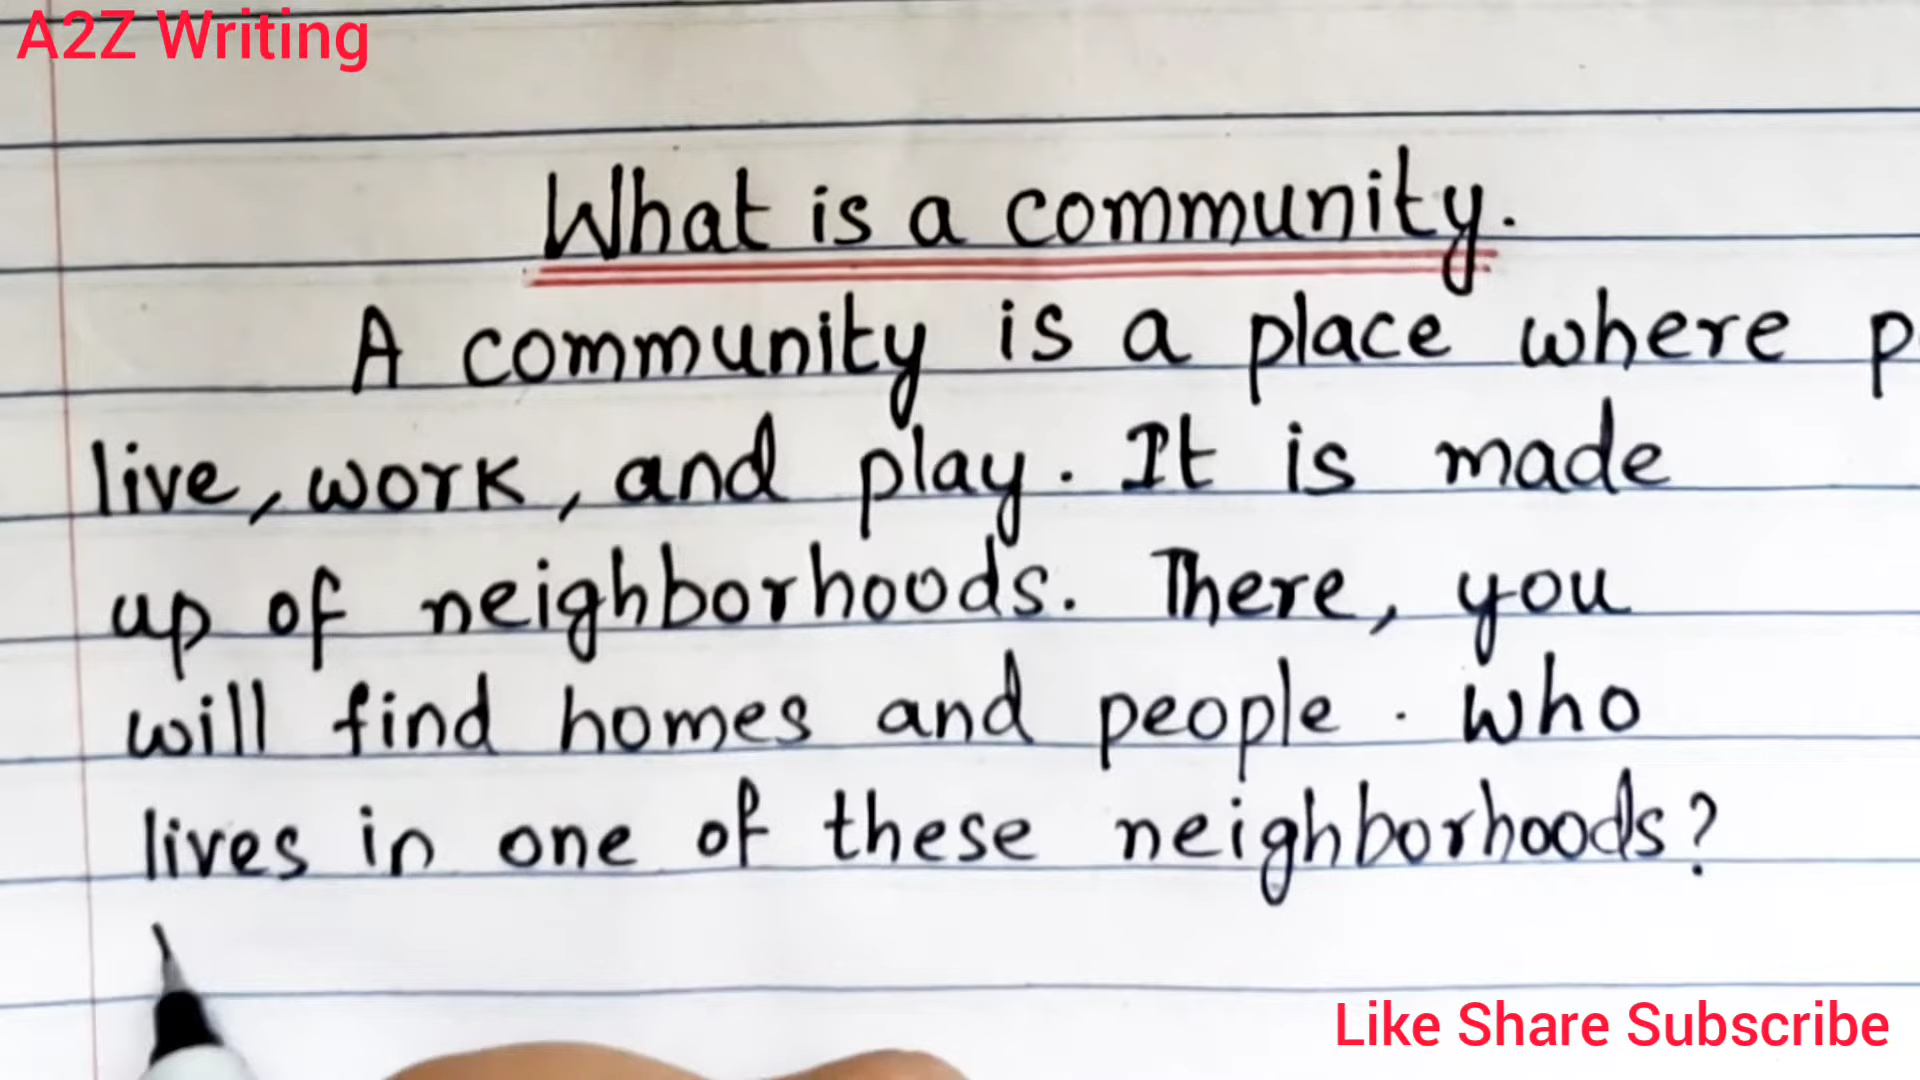 A2Z Writing
What is a community.
A community is a place where p
live, work, and play. It is made
up of neighborhoods. There, you
will find homes and people. Who
lives in one of these neighborhoods?
Like Share Subscribe